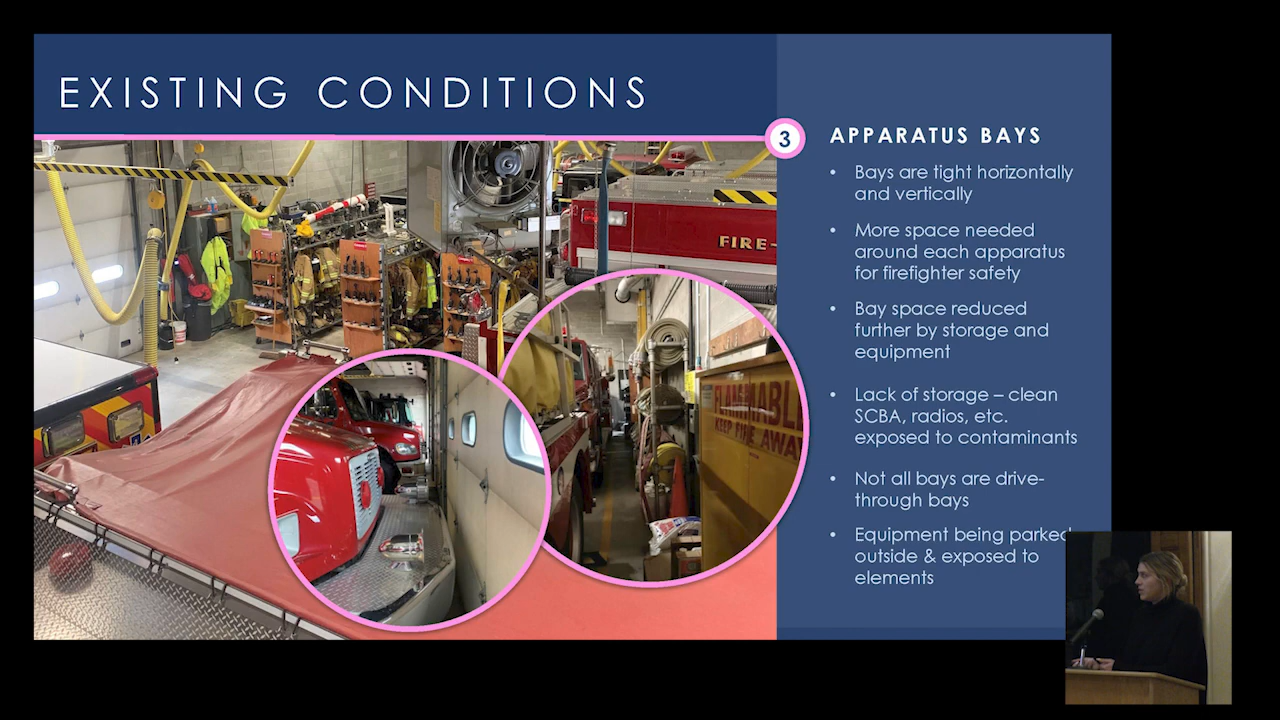 EXISTING CONDITIONS
3
APPARATUS BAYS
• Bays are tight horizontally
and vertically
• More space needed
around each apparatus
for firefighter safety
• Bay space reduced
further by storage and
equipment
• Lack of storage – clean
SCBA, radios, etc.
exposed to contaminants
• Not all bays are drive-
through bays
• Equipment being parked
outside & exposed to
elements
FIRE-
FLAMMABLE
KEEP FIRE AWAY